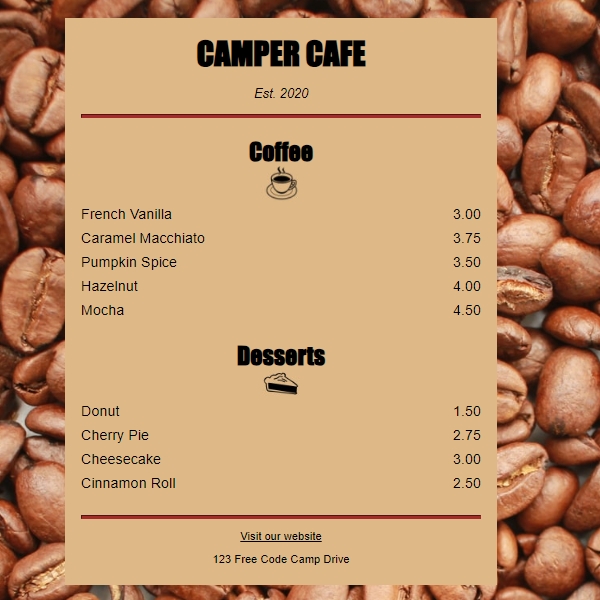 CAMPER CAFE
Est. 2020
Coffee
French Vanilla 3.00
Caramel Macchiato 3.75
Pumpkin Spice 3.50
Hazelnut 4.00
Mocha 4.50
Desserts
Donut 1.50
Cherry Pie 2.75
Cheesecake 3.00
Cinnamon Roll 2.50
Visit our website
123 Free Code Camp Drive